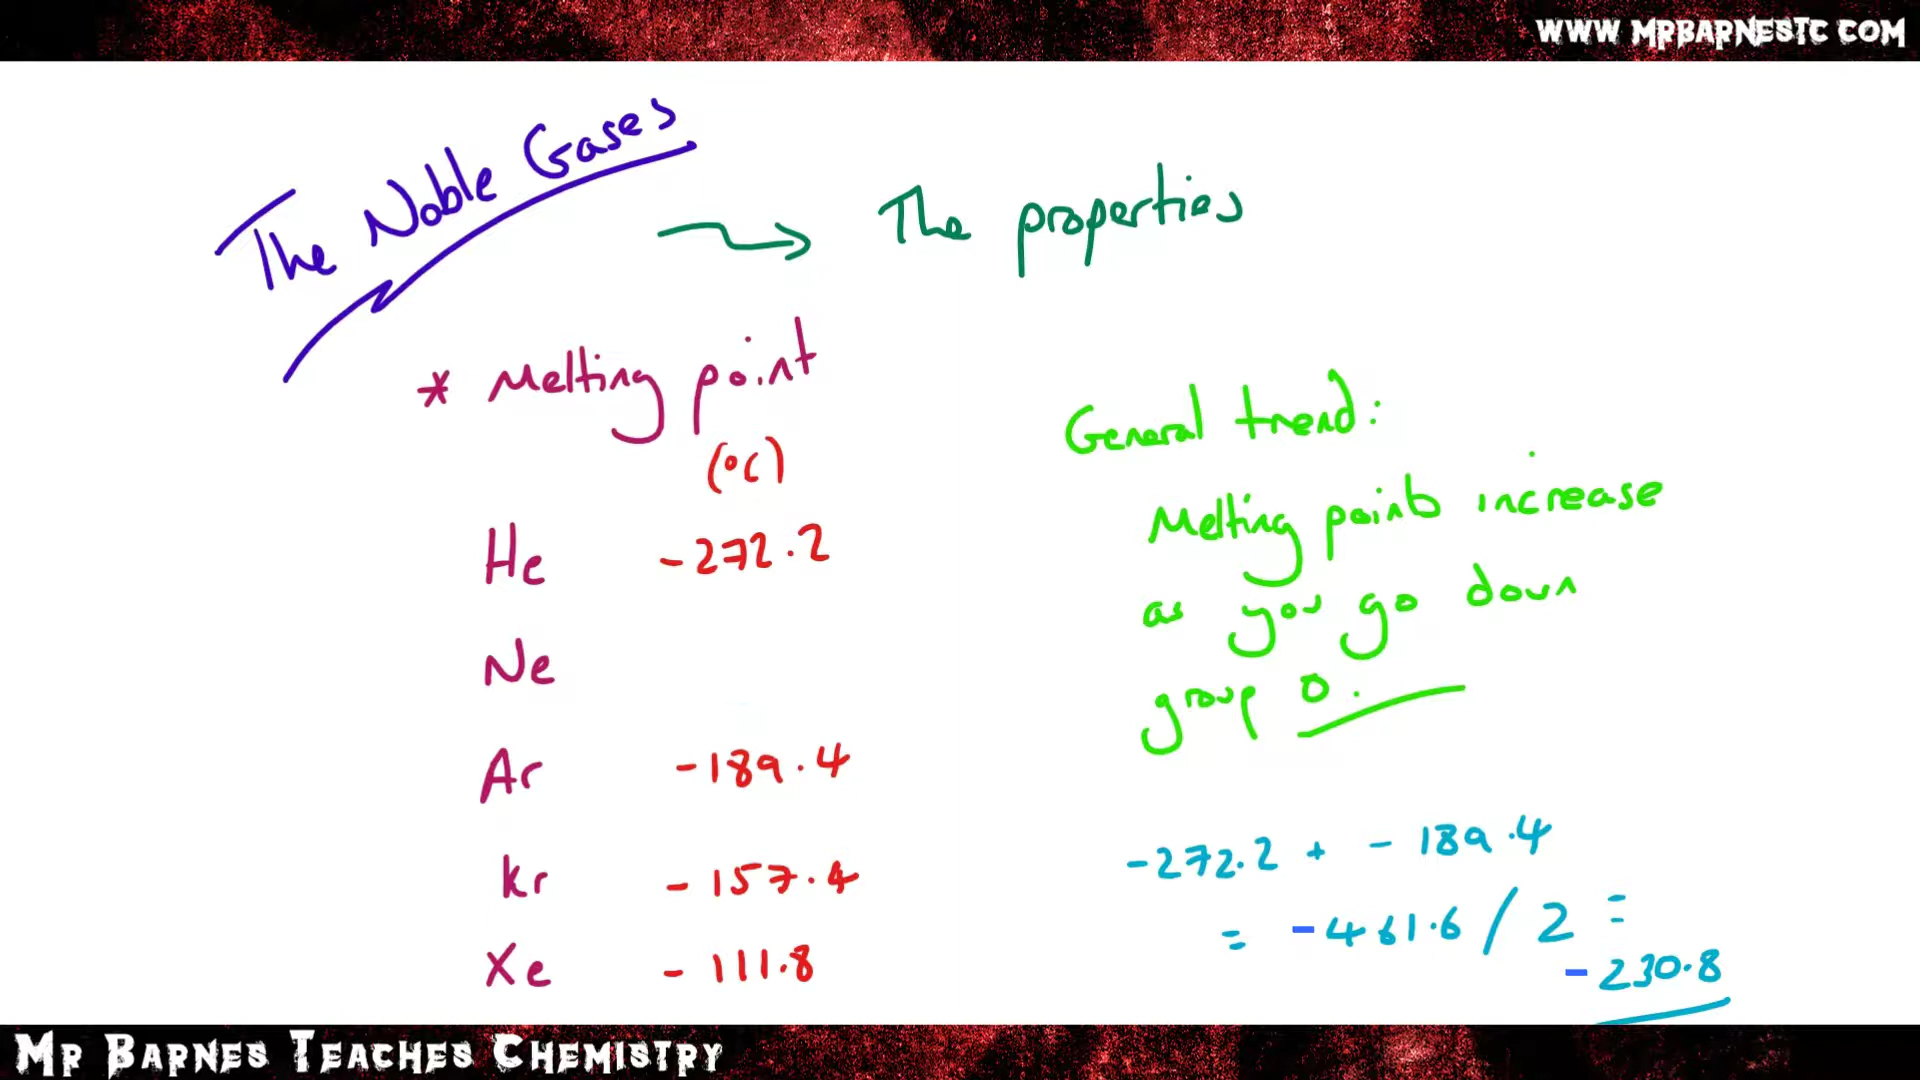 WWW MRBARNESTC COM
The Noble Gases
The properties
* Melting point
(°C)
He -272.2
Ne
Ar -189.4
Kr -157.4
Xe -111.8
General trend:
Melting points increase
as you go down
group 0.
-272.2 + -189.4
= -461.6 / 2 =
-230.8
MR BARNES TEACHES CHEMISTRY